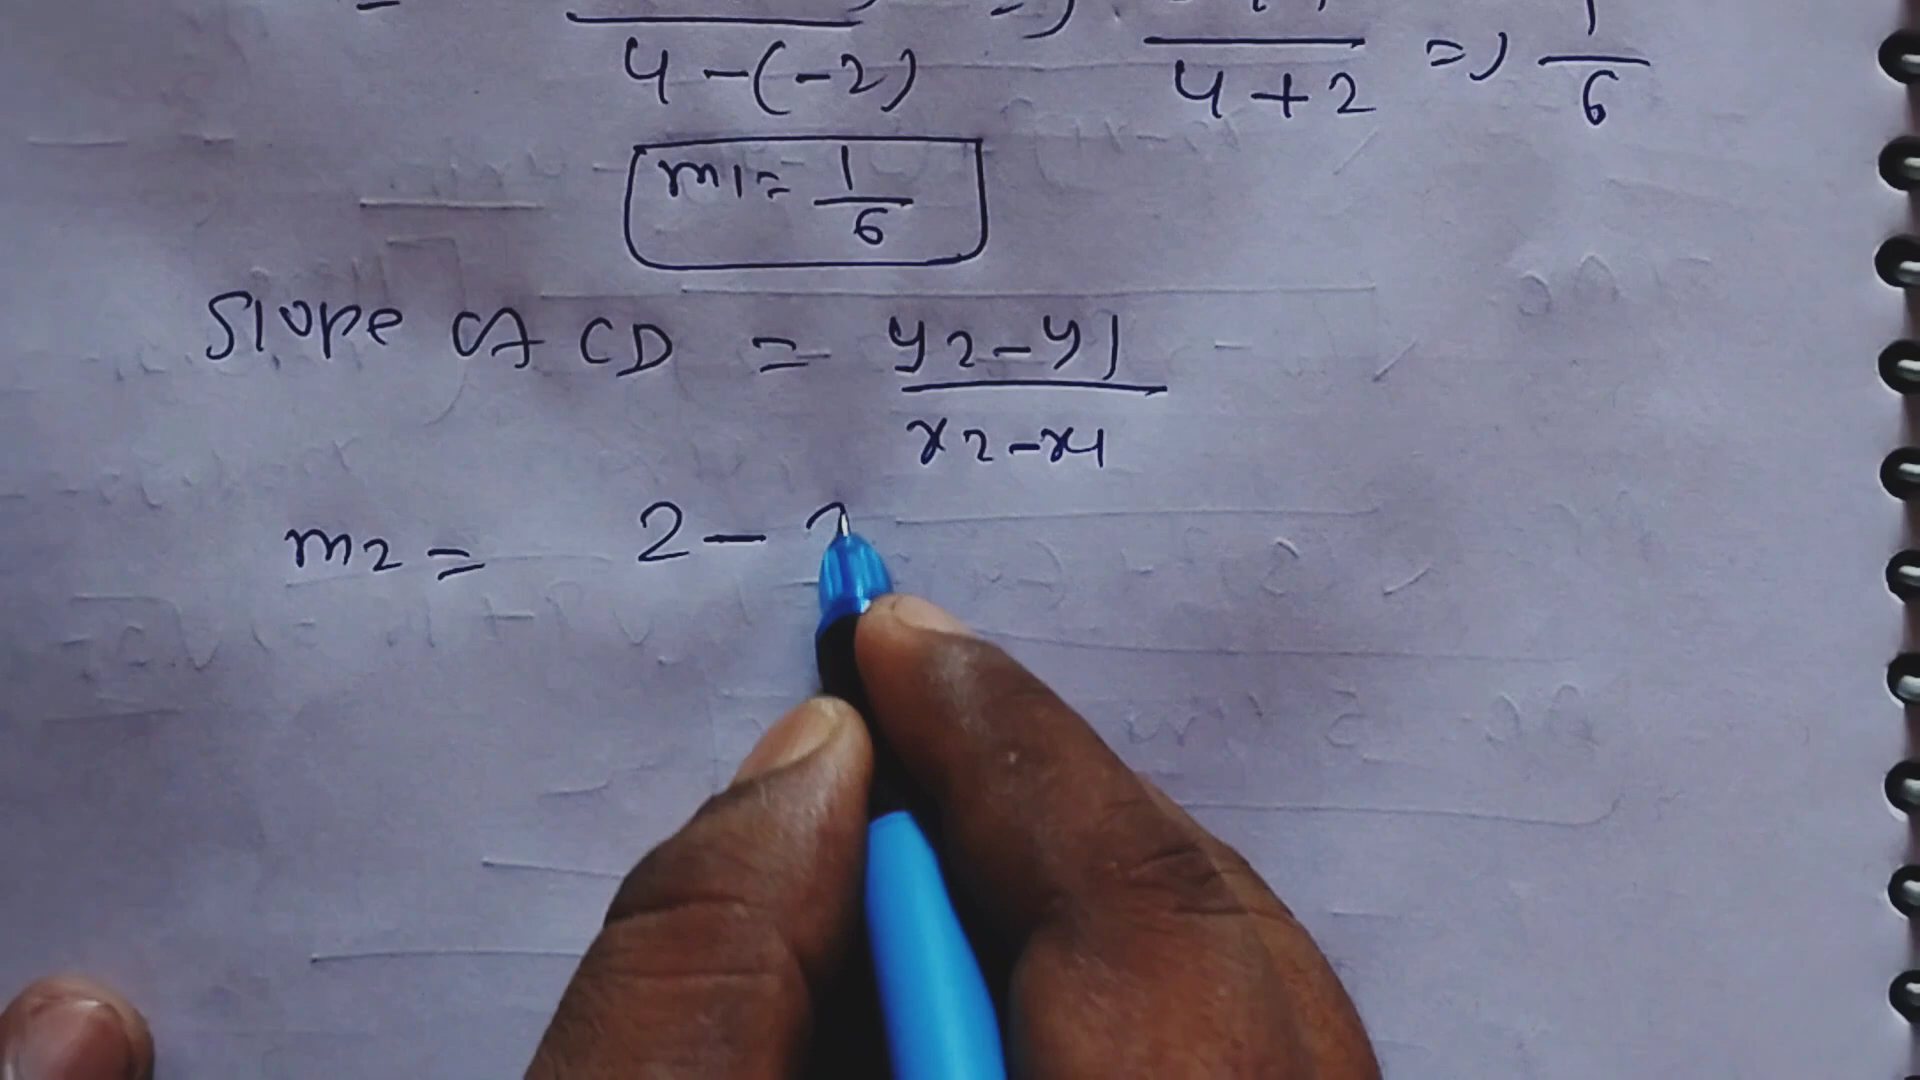 4-(-2) 4+2 => 1/6
m1= 1/6
Slope of CD = y2-y1
x2-x1
m2 = 2-